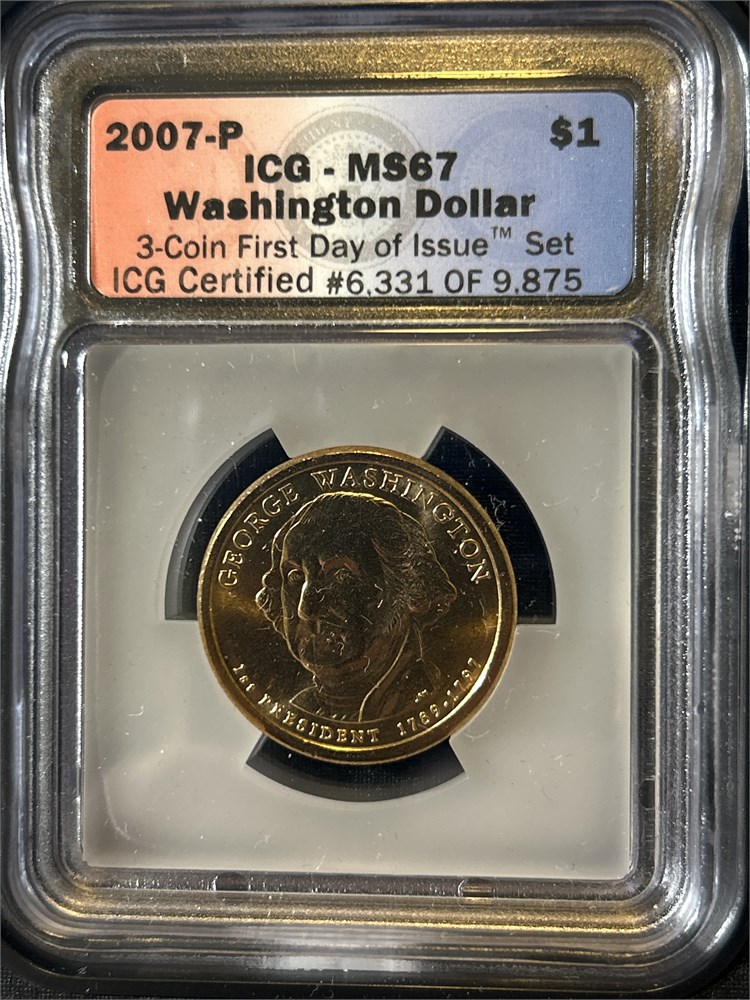 2007-P $1
ICG - MS67
Washington Dollar
3-Coin First Day of Issue™ Set
ICG Certified #6,331 OF 9,875
GEORGE WASHINGTON
1st PRESIDENT 1789-1797